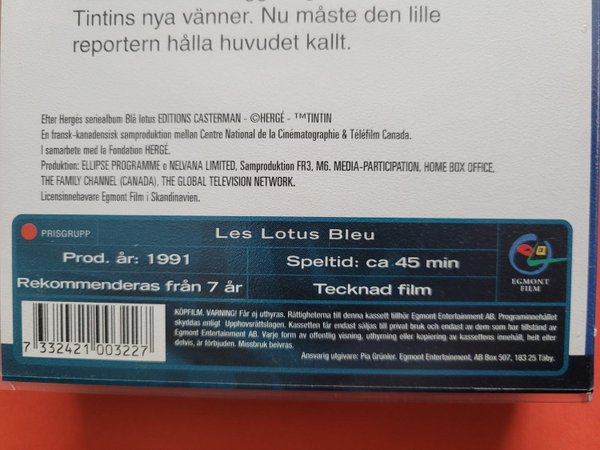 Tintins nya vänner. Nu måste den lille
reportern hålla huvudet kallt.
Efter Hergés seriealbum Blå lotus EDITIONS CASTERMAN - ©HERGÉ - ™TINTIN
En fransk-kanadensisk samproduktion mellan Centre National de la Cinématographie & Téléfilm Canada.
I samarbete med la Fondation HERGÉ.
Produktion: ELLIPSE PROGRAMME e NELVANA LIMITED, Samproduktion FR3, M6. MEDIA-PARTICIPATION, HOME BOX OFFICE,
THE FAMILY CHANNEL (CANADA), THE GLOBAL TELEVISION NETWORK.
Licensinnehavare Egmont Film i Skandinavien.
PRISGRUPP
Les Lotus Bleu
Prod. år: 1991
Speltid: ca 45 min
Rekommenderas från 7 år
Tecknad film
EGMONT
FILM
KÖPFILM. VARNING! Får ej uthyras. Rättigheterna till denna kassett tillhör Egmont Entertainment AB. Programinnehållet
skyddas enligt Upphovsrättslagen. Kassetten får endast säljas till privat bruk och endast av dem som har tillstånd av
Egmont Entertainment AB. Varje form av offentlig visning, uthyrning eller kopiering av kassettens innehåll, helt eller
delvis, är förbjuden. Missbruk beivras.
Ansvarig utgivare: Pia Grünler. Egmont Entertainment, AB Box 507, 183 25 Täby.
7 332421 003227